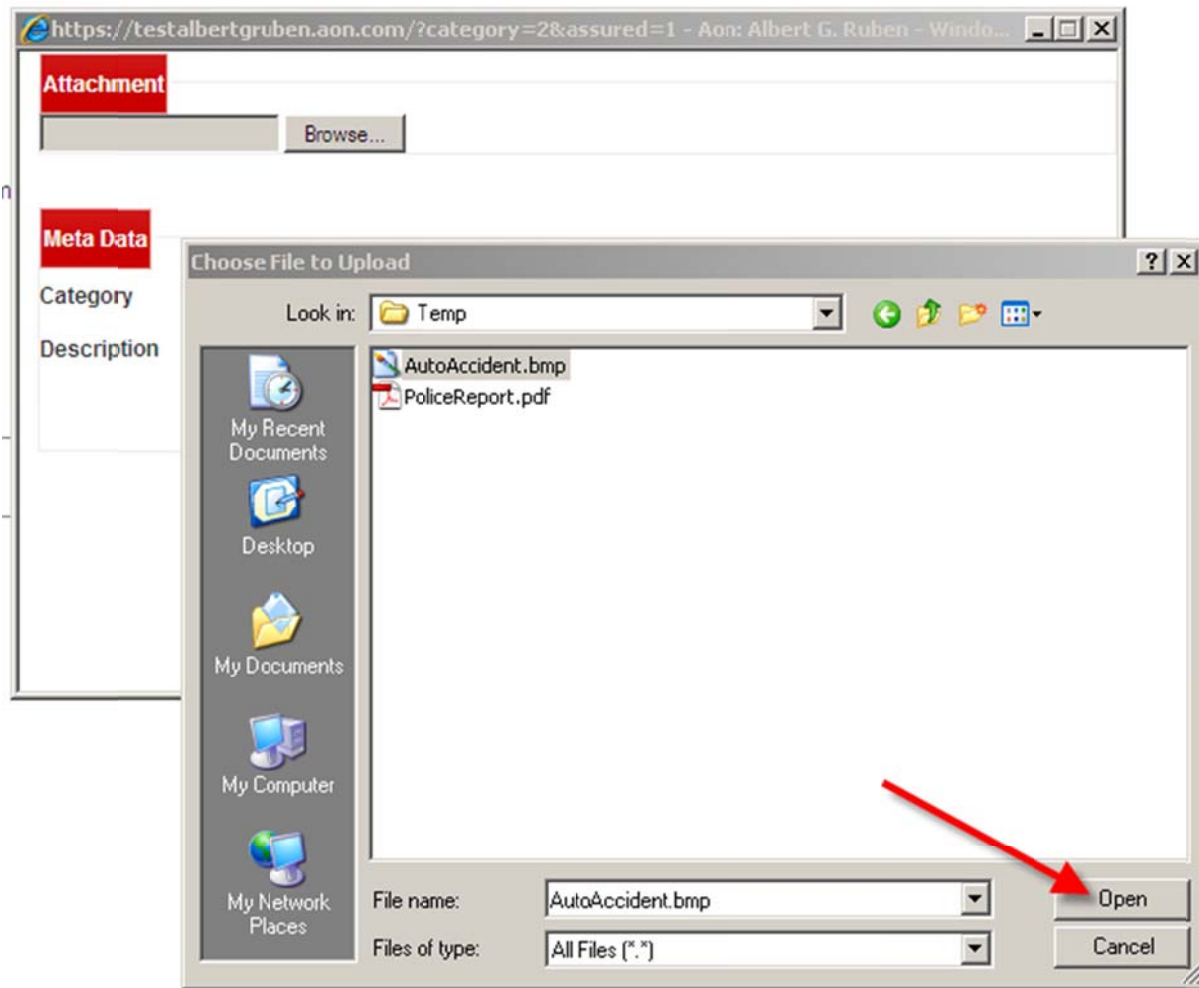 https://testalbertgruben.aon.com/?category=2&assured=1 - Aon: Albert G. Ruben - Windo...
Attachment
Browse...
n
Meta Data
Category
Description
Choose File to Upload
Look in:
Temp
AutoAccident.bmp
PoliceReport.pdf
My Recent
Documents
Desktop
My Documents
My Computer
My Network
Places
File name:
AutoAccident.bmp
Open
Files of type:
All Files (*.*)
Cancel